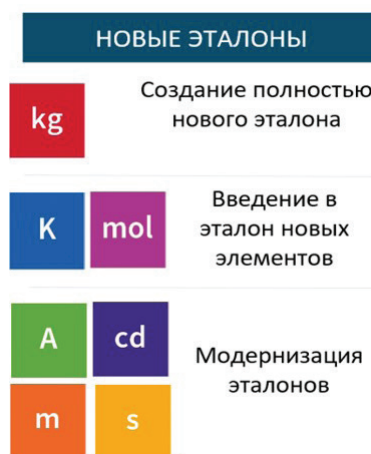 НОВЫЕ ЭТАЛОНЫ
kg
Создание полностью
нового эталона
K mol
Введение в
эталон новых
элементов
A cd
m s
Модернизация
эталонов